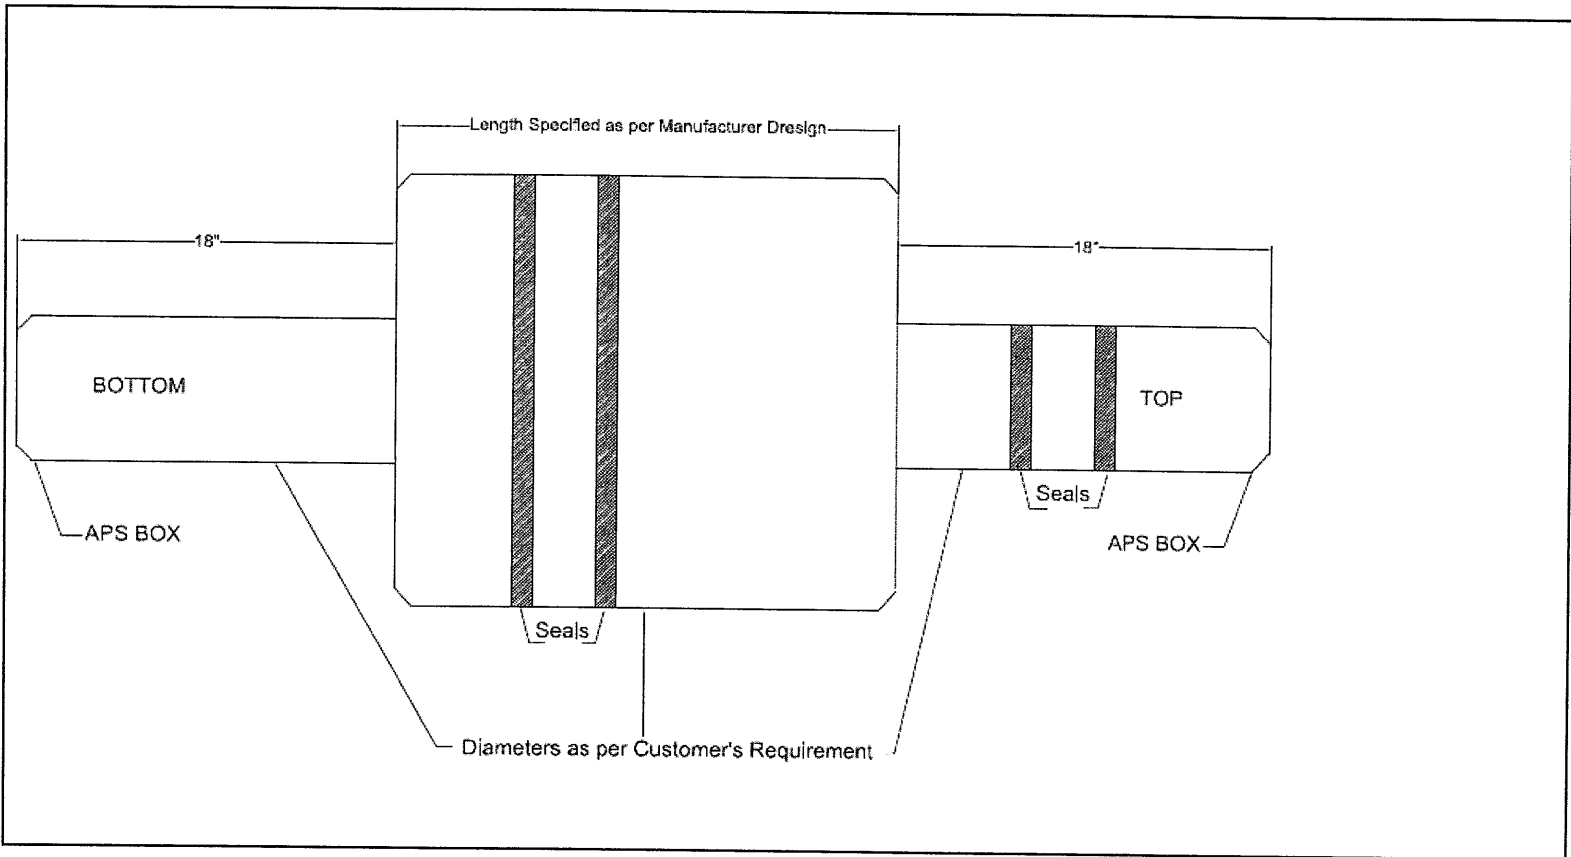 Length Specified as per Manufacturer Dresign
18"
18"
BOTTOM
TOP
Seals
APS BOX
APS BOX
Seals
Diameters as per Customer's Requirement